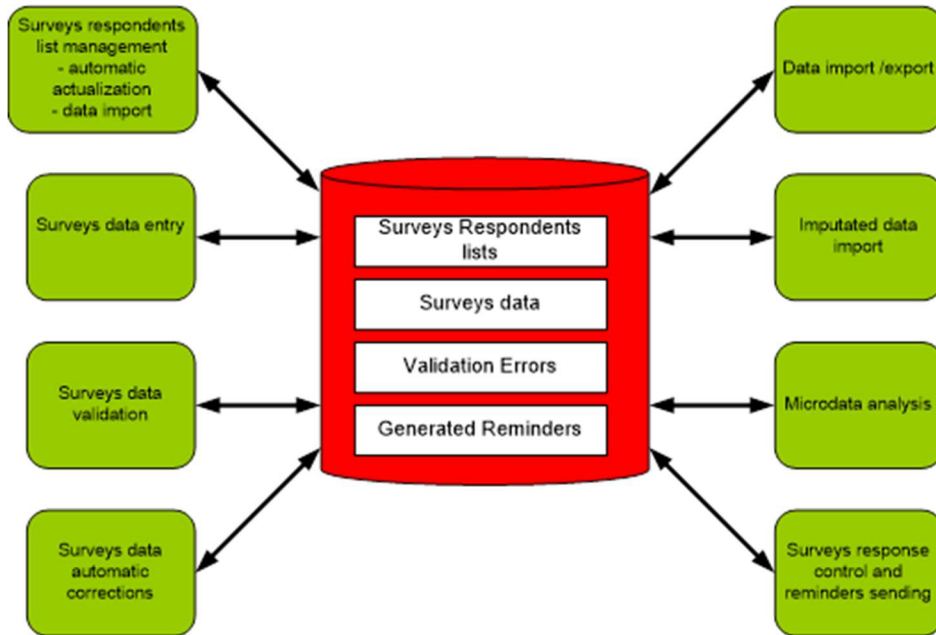 Surveys respondents
list management
- automatic
actualization
- data import
Surveys data entry
Surveys data
validation
Surveys data
automatic
corrections
Surveys Respondents
lists
Surveys data
Validation Errors
Generated Reminders
Data import /export
Imputated data
import
Microdata analysis
Surveys response
control and
reminders sending